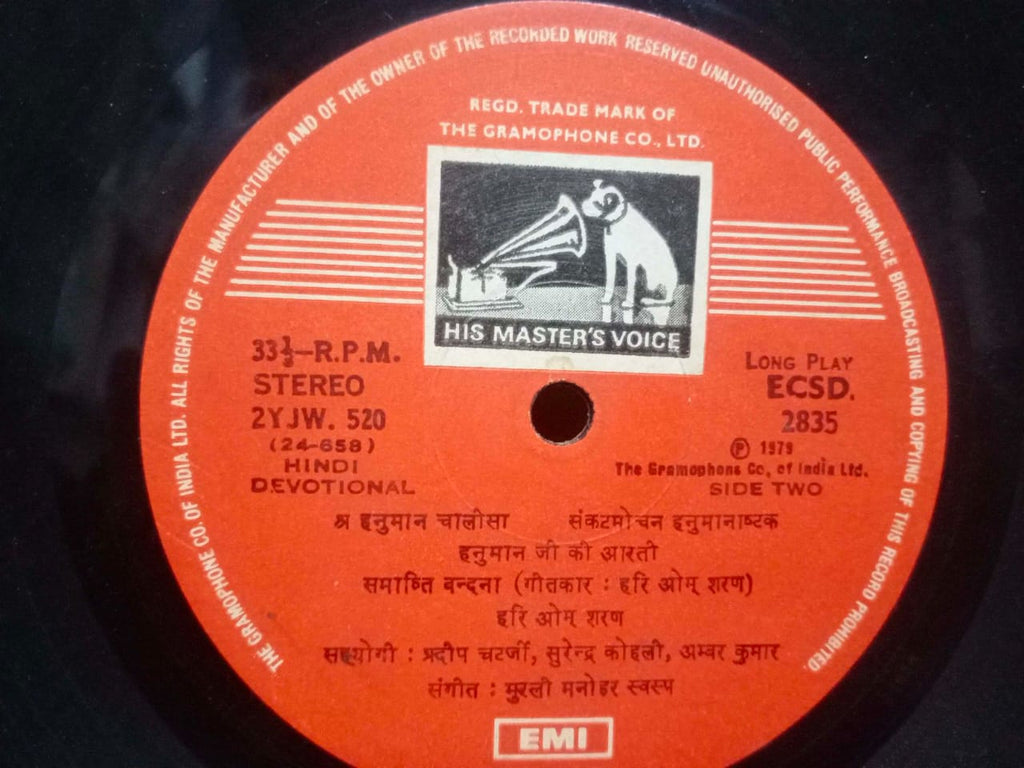 THE GRAMOPHONE CO. OF INDIA LTD. ALL RIGHTS OF THE MANUFACTURER AND OF THE OWNER OF THE RECORDED WORK RESERVED UNAUTHORISED PUBLIC PERFORMANCE BROADCASTING AND COPYING OF THIS RECORD PROHIBITED.
REGD. TRADE MARK OF
THE GRAMOPHONE CO., LTD.
HIS MASTER'S VOICE
33⅓-R.P.M.
STEREO
2YJW. 520
(24-658)
HINDI
DEVOTIONAL
LONG PLAY
ECSD.
2835
℗ 1979
The Gramophone Co. of India Ltd.
SIDE TWO
श्र हनुमान चालीसा संकटमोचन हनुमानाष्टक
हनुमान जी की आरती
समाप्ति वन्दना (गीतकार : हरि ओम् शरण)
हरि ओम् शरण
सहयोगी : प्रदीप चटर्जी, सुरेन्द्र कोहली, अम्बर कुमार
संगीत : मुरली मनोहर स्वरूप
EMI